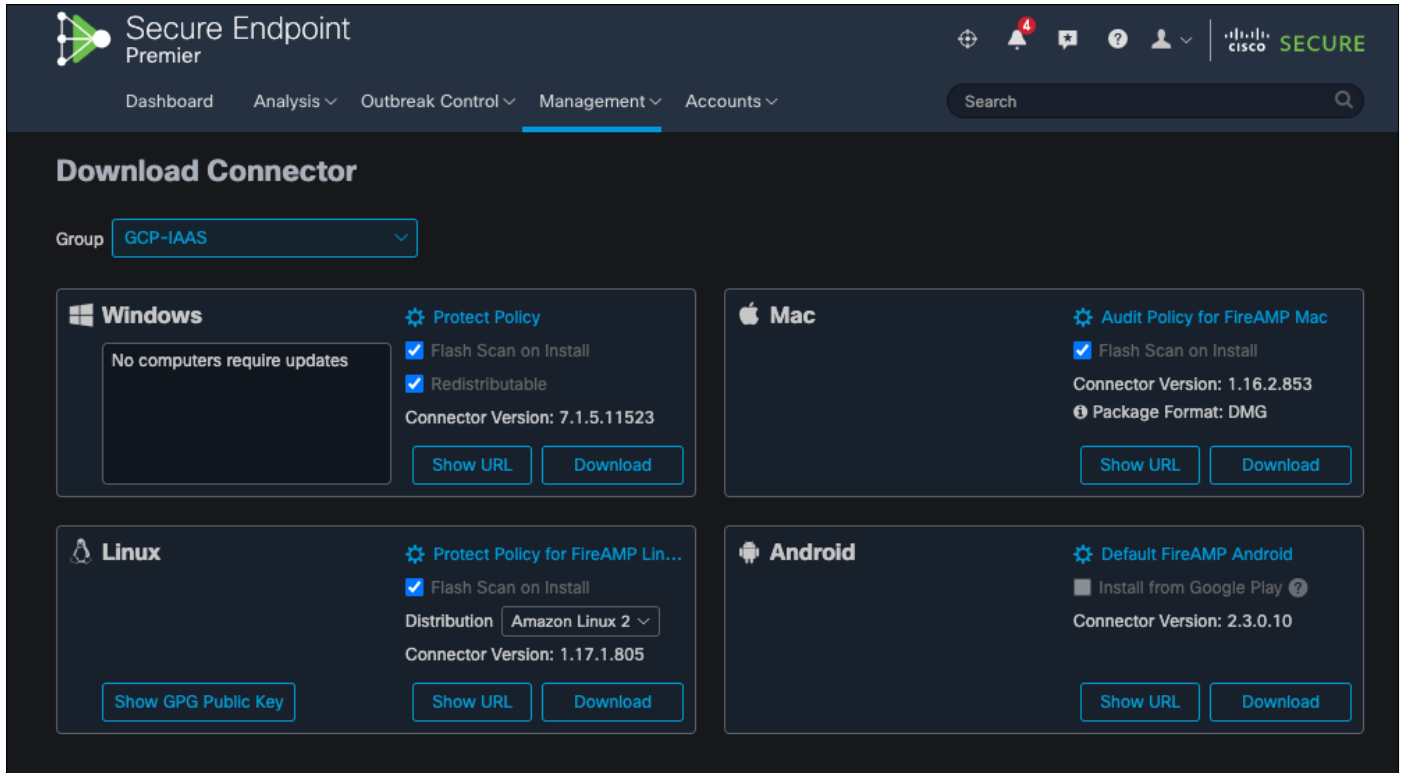 Secure Endpoint
Premier
4
?
cisco SECURE
Dashboard Analysis Outbreak Control Management Accounts
Search
Download Connector
Group GCP-IAAS
Windows
Protect Policy
No computers require updates
Flash Scan on Install
Redistributable
Connector Version: 7.1.5.11523
Show URL Download
Mac
Audit Policy for FireAMP Mac
Flash Scan on Install
Connector Version: 1.16.2.853
Package Format: DMG
Show URL Download
Linux
Protect Policy for FireAMP Lin...
Flash Scan on Install
Distribution Amazon Linux 2
Connector Version: 1.17.1.805
Show GPG Public Key Show URL Download
Android
Default FireAMP Android
Install from Google Play ?
Connector Version: 2.3.0.10
Show URL Download